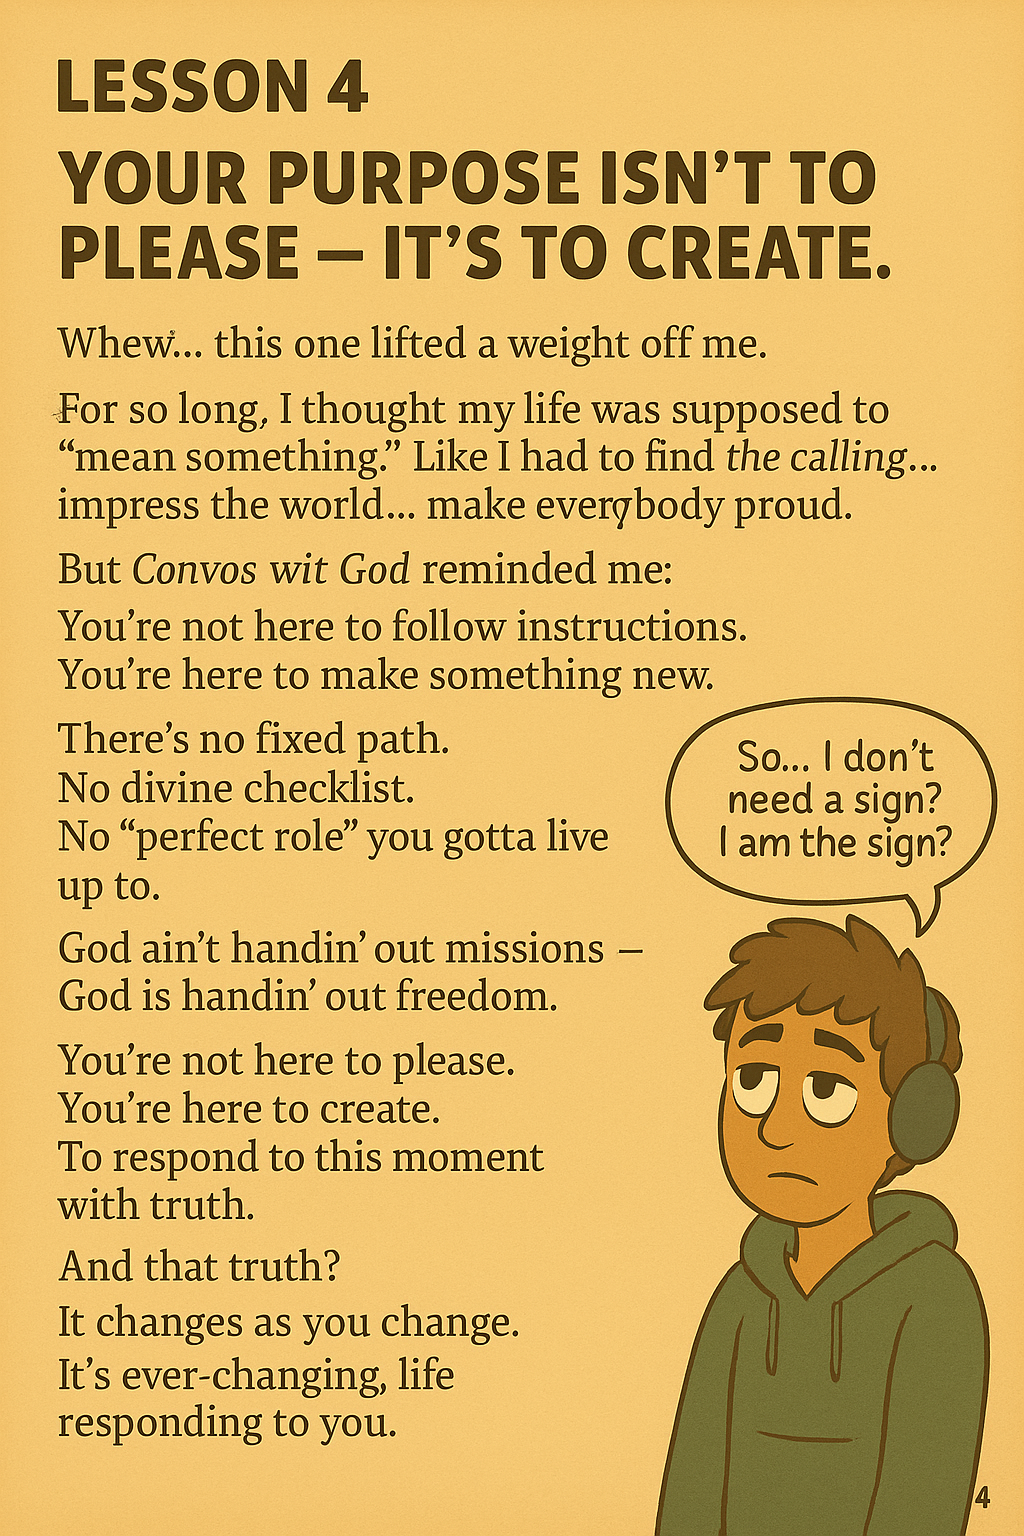 LESSON 4
YOUR PURPOSE ISN'T TO
PLEASE — IT'S TO CREATE.
Whew... this one lifted a weight off me.
For so long, I thought my life was supposed to
“mean something.” Like I had to find the calling...
impress the world... make everybody proud.
But Convos wit God reminded me:
You’re not here to follow instructions.
You’re here to make something new.
There’s no fixed path.
No divine checklist.
No “perfect role” you gotta live
up to.
God ain’t handin’ out missions —
God is handin’ out freedom.
You’re not here to please.
You’re here to create.
To respond to this moment
with truth.
And that truth?
It changes as you change.
It’s ever-changing, life
responding to you.
So... I don’t
need a sign?
I am the sign?
4